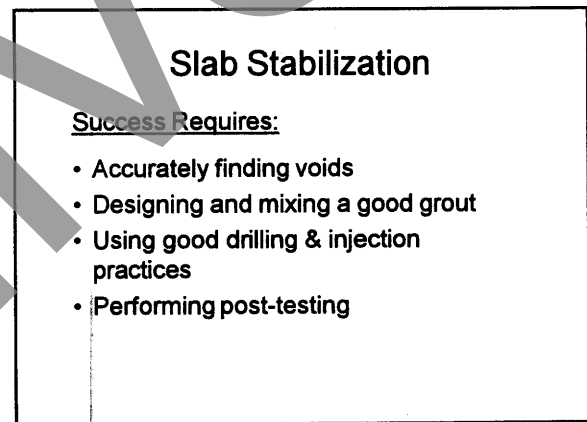 Slab Stabilization
Success Requires:
• Accurately finding voids
• Designing and mixing a good grout
• Using good drilling & injection
practices
• Performing post-testing